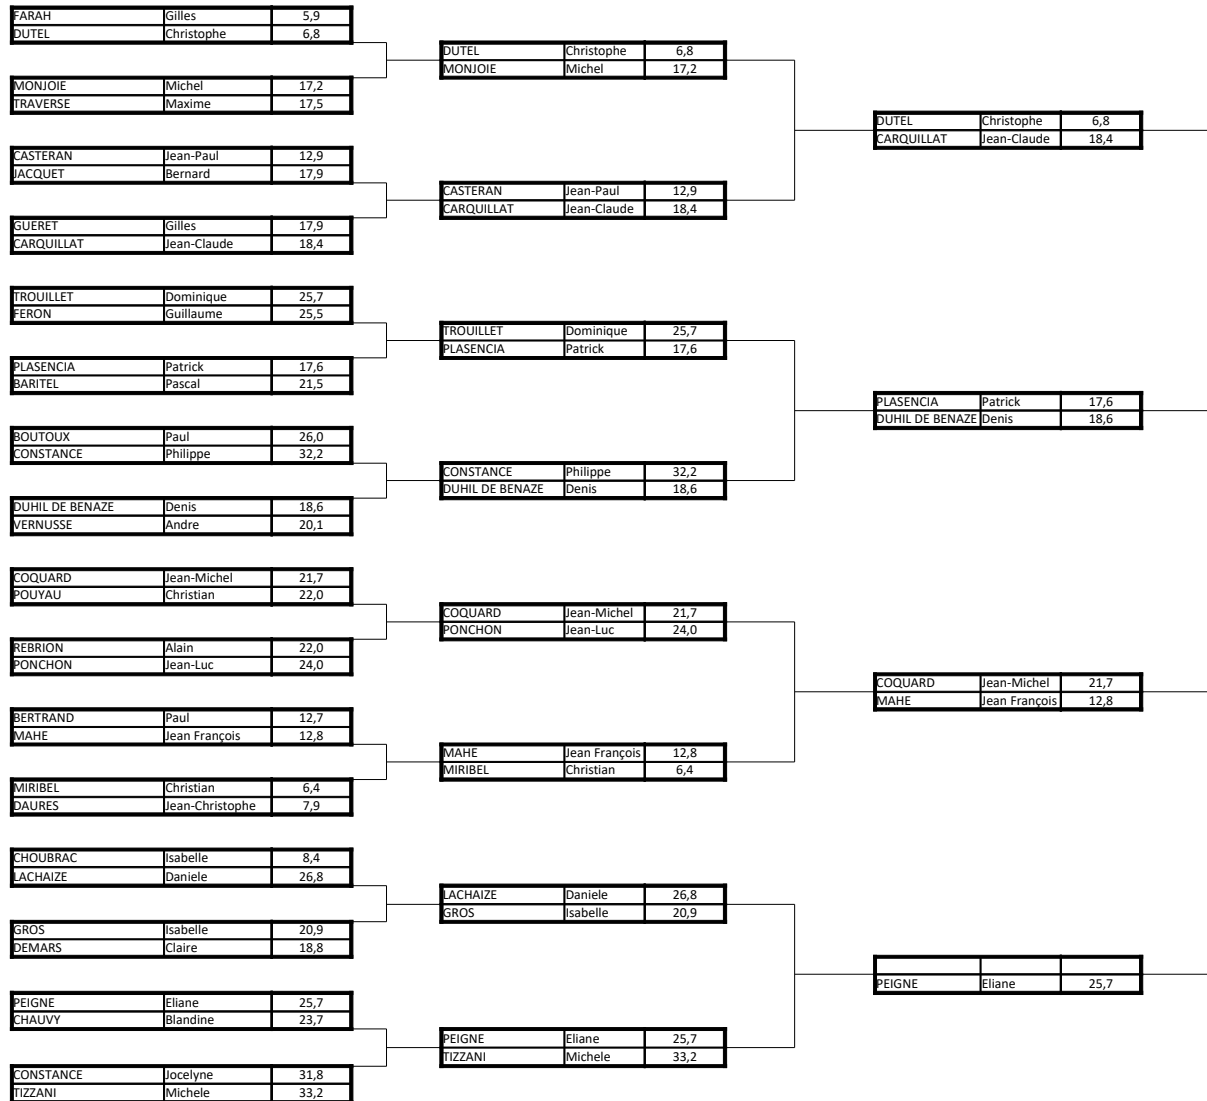 FARAH Gilles 5,9
DUTEL Christophe 6,8
MONJOIE Michel 17,2
TRAVERSE Maxime 17,5
CASTERAN Jean-Paul 12,9
JACQUET Bernard 17,9
GUERET Gilles 17,9
CARQUILLAT Jean-Claude 18,4
TROUILLET Dominique 25,7
FERON Guillaume 25,5
PLASENCIA Patrick 17,6
BARITEL Pascal 21,5
BOUTOUX Paul 26,0
CONSTANCE Philippe 32,2
DUHIL DE BENAZE Denis 18,6
VERNUSSE Andre 20,1
COQUARD Jean-Michel 21,7
POUYAU Christian 22,0
REBRION Alain 22,0
PONCHON Jean-Luc 24,0
BERTRAND Paul 12,7
MAHE Jean François 12,8
MIRIBEL Christian 6,4
DAURES Jean-Christophe 7,9
CHOUBRAC Isabelle 8,4
LACHAIZE Daniele 26,8
GROS Isabelle 20,9
DEMARS Claire 18,8
PEIGNE Eliane 25,7
CHAUVY Blandine 23,7
CONSTANCE Jocelyne 31,8
TIZZANI Michele 33,2
DUTEL Christophe 6,8
MONJOIE Michel 17,2
CASTERAN Jean-Paul 12,9
CARQUILLAT Jean-Claude 18,4
TROUILLET Dominique 25,7
PLASENCIA Patrick 17,6
CONSTANCE Philippe 32,2
DUHIL DE BENAZE Denis 18,6
COQUARD Jean-Michel 21,7
PONCHON Jean-Luc 24,0
MAHE Jean François 12,8
MIRIBEL Christian 6,4
LACHAIZE Daniele 26,8
GROS Isabelle 20,9
PEIGNE Eliane 25,7
TIZZANI Michele 33,2
DUTEL Christophe 6,8
CARQUILLAT Jean-Claude 18,4
PLASENCIA Patrick 17,6
DUHIL DE BENAZE Denis 18,6
COQUARD Jean-Michel 21,7
MAHE Jean François 12,8
PEIGNE Eliane 25,7